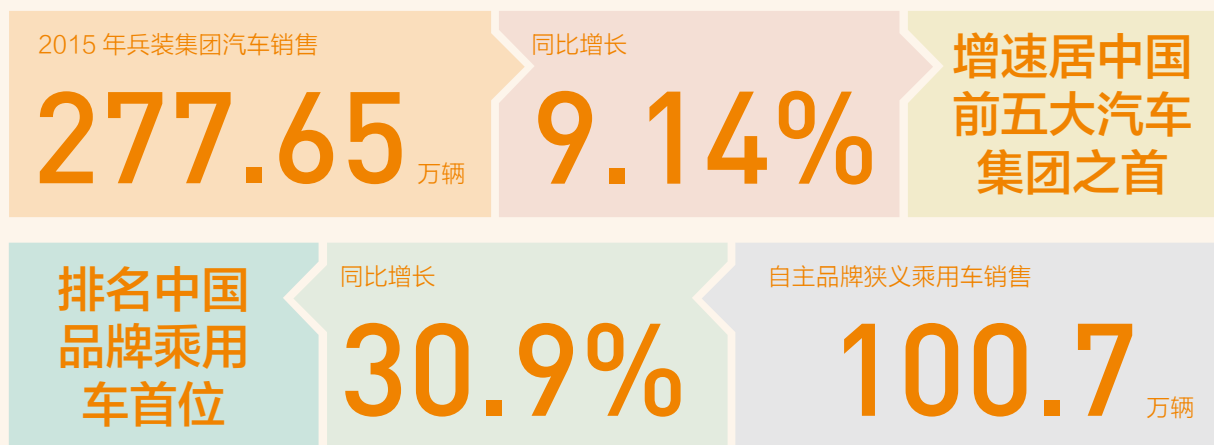 2015 年兵装集团汽车销售
277.65 万辆
同比增长
9.14%
增速居中国
前五大汽车
集团之首
自主品牌狭义乘用车销售
100.7 万辆
同比增长
30.9%
排名中国
品牌乘用
车首位